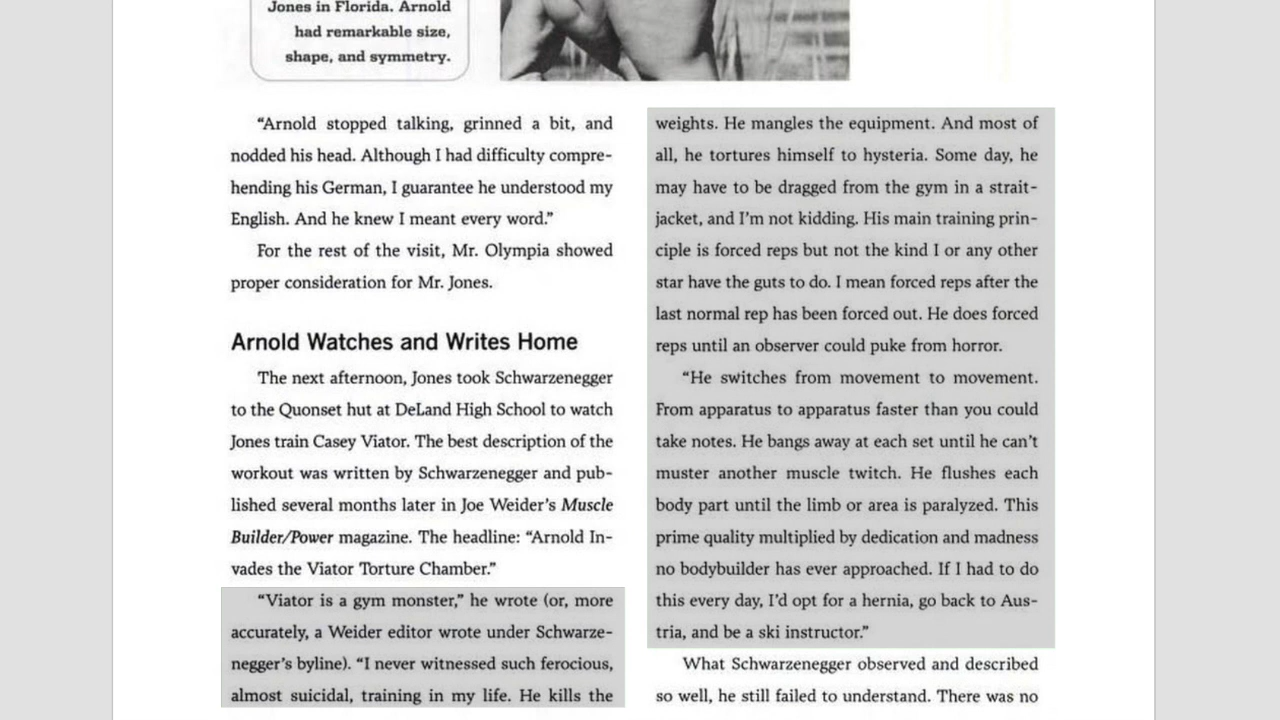 Jones in Florida. Arnold
had remarkable size,
shape, and symmetry.
“Arnold stopped talking, grinned a bit, and
nodded his head. Although I had difficulty compre-
hending his German, I guarantee he understood my
English. And he knew I meant every word.”
For the rest of the visit, Mr. Olympia showed
proper consideration for Mr. Jones.
Arnold Watches and Writes Home
The next afternoon, Jones took Schwarzenegger
to the Quonset hut at DeLand High School to watch
Jones train Casey Viator. The best description of the
workout was written by Schwarzenegger and pub-
lished several months later in Joe Weider’s Muscle
Builder/Power magazine. The headline: “Arnold In-
vades the Viator Torture Chamber.”
“Viator is a gym monster,” he wrote (or, more
accurately, a Weider editor wrote under Schwarze-
negger’s byline). “I never witnessed such ferocious,
almost suicidal, training in my life. He kills the
weights. He mangles the equipment. And most of
all, he tortures himself to hysteria. Some day, he
may have to be dragged from the gym in a strait-
jacket, and I’m not kidding. His main training prin-
ciple is forced reps but not the kind I or any other
star have the guts to do. I mean forced reps after the
last normal rep has been forced out. He does forced
reps until an observer could puke from horror.
“He switches from movement to movement.
From apparatus to apparatus faster than you could
take notes. He bangs away at each set until he can’t
muster another muscle twitch. He flushes each
body part until the limb or area is paralyzed. This
prime quality multiplied by dedication and madness
no bodybuilder has ever approached. If I had to do
this every day, I’d opt for a hernia, go back to Aus-
tria, and be a ski instructor.”
What Schwarzenegger observed and described
so well, he still failed to understand. There was no